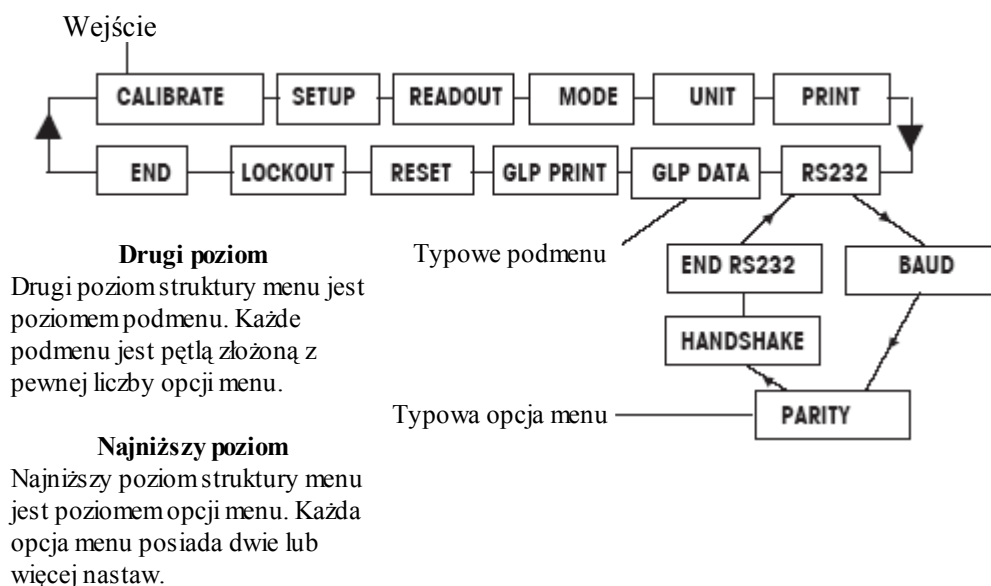 Wejście
CALIBRATE SETUP READOUT MODE UNIT PRINT
END LOCKOUT RESET GLP PRINT GLP DATA RS232
Typowe podmenu
END RS232 BAUD
HANDSHAKE
Typowa opcja menu
PARITY
Drugi poziom
Drugi poziom struktury menu jest
poziomem podmenu. Każde
podmenu jest pętlą złożoną z
pewnej liczby opcji menu.
Najniższy poziom
Najniższy poziom struktury menu
jest poziomem opcji menu. Każda
opcja menu posiada dwie lub
więcej nastaw.